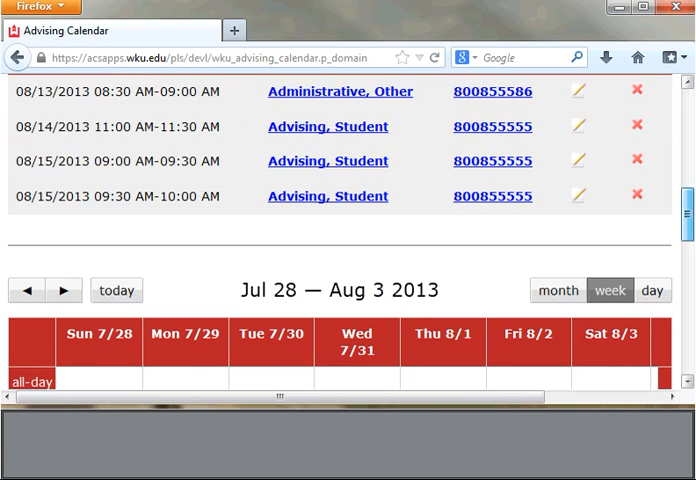 Firefox
Advising Calendar
https://acsapps.wku.edu/pls/devl/wku_advising_calendar.p_domain
Google
08/13/2013 08:30 AM-09:00 AM Administrative, Other 800855586
08/14/2013 11:00 AM-11:30 AM Advising, Student 800855555
08/15/2013 09:00 AM-09:30 AM Advising, Student 800855555
08/15/2013 09:30 AM-10:00 AM Advising, Student 800855555
today Jul 28 — Aug 3 2013 month week day
Sun 7/28 Mon 7/29 Tue 7/30 Wed 7/31 Thu 8/1 Fri 8/2 Sat 8/3
all-day